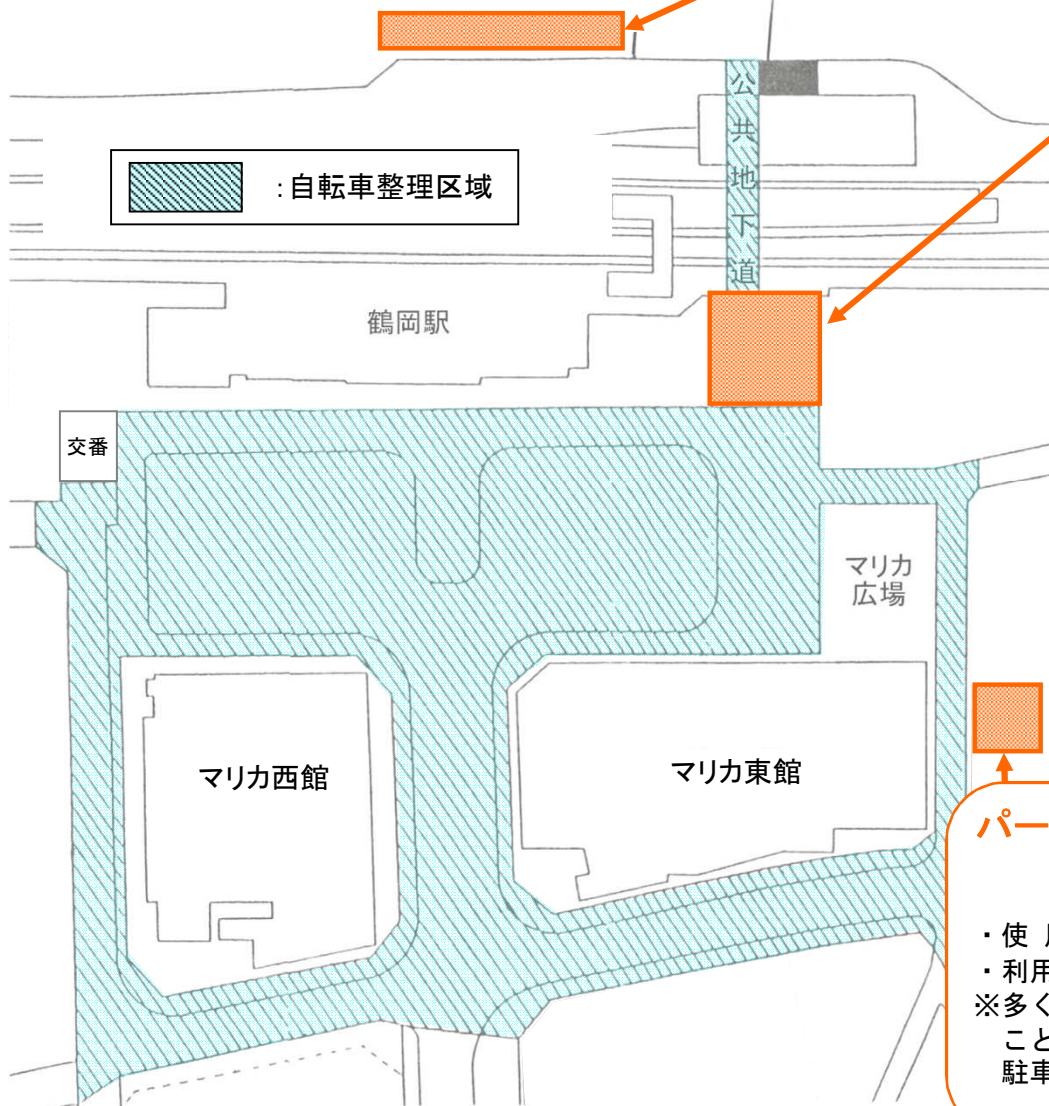 公共地下道
:自転車整理区域
鶴岡駅
交番
マリカ
広場
マリカ西館
マリカ東館
パー
・使
・利用
※多く
こと
駐車